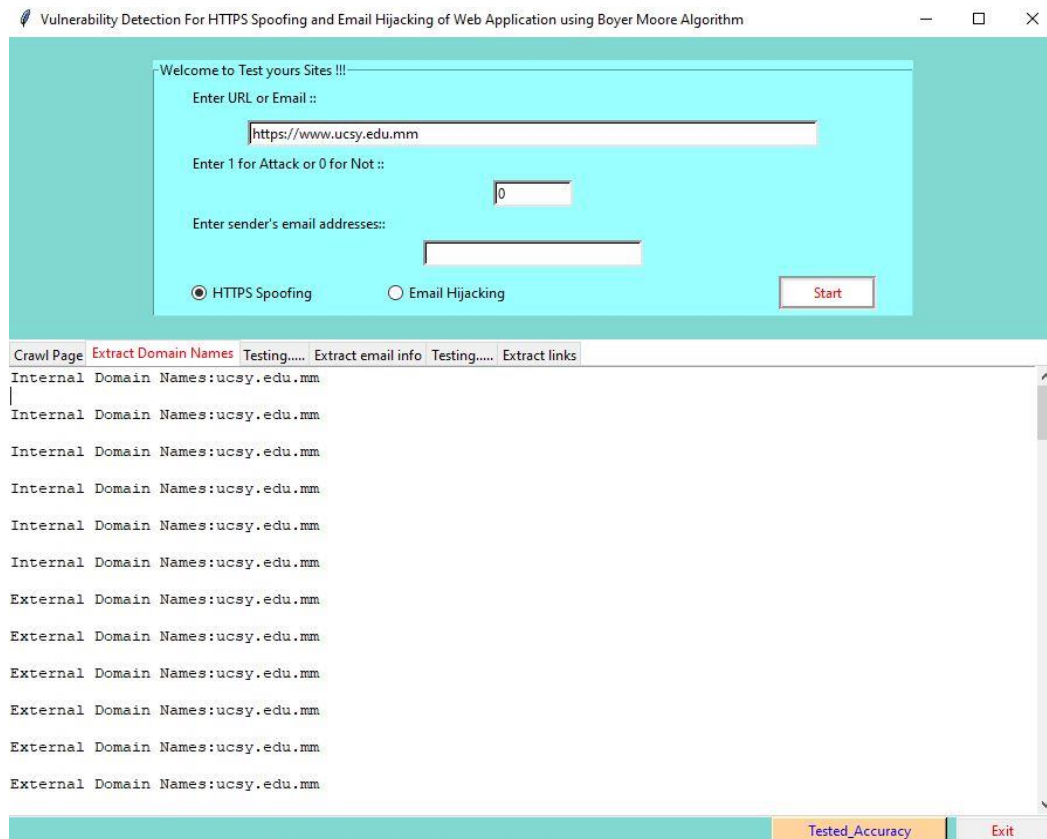 Vulnerability Detection For HTTPS Spoofing and Email Hijacking of Web Application using Boyer Moore Algorithm
Welcome to Test yours Sites !!!
Enter URL or Email ::
https://www.ucsy.edu.mm
Enter 1 for Attack or 0 for Not ::
0
Enter sender's email addresses::
HTTPS Spoofing Email Hijacking Start
Crawl Page Extract Domain Names Testing..... Extract email info Testing..... Extract links
Internal Domain Names:ucsy.edu.mm
Internal Domain Names:ucsy.edu.mm
Internal Domain Names:ucsy.edu.mm
Internal Domain Names:ucsy.edu.mm
Internal Domain Names:ucsy.edu.mm
Internal Domain Names:ucsy.edu.mm
External Domain Names:ucsy.edu.mm
External Domain Names:ucsy.edu.mm
External Domain Names:ucsy.edu.mm
External Domain Names:ucsy.edu.mm
External Domain Names:ucsy.edu.mm
External Domain Names:ucsy.edu.mm
Tested_Accuracy Exit